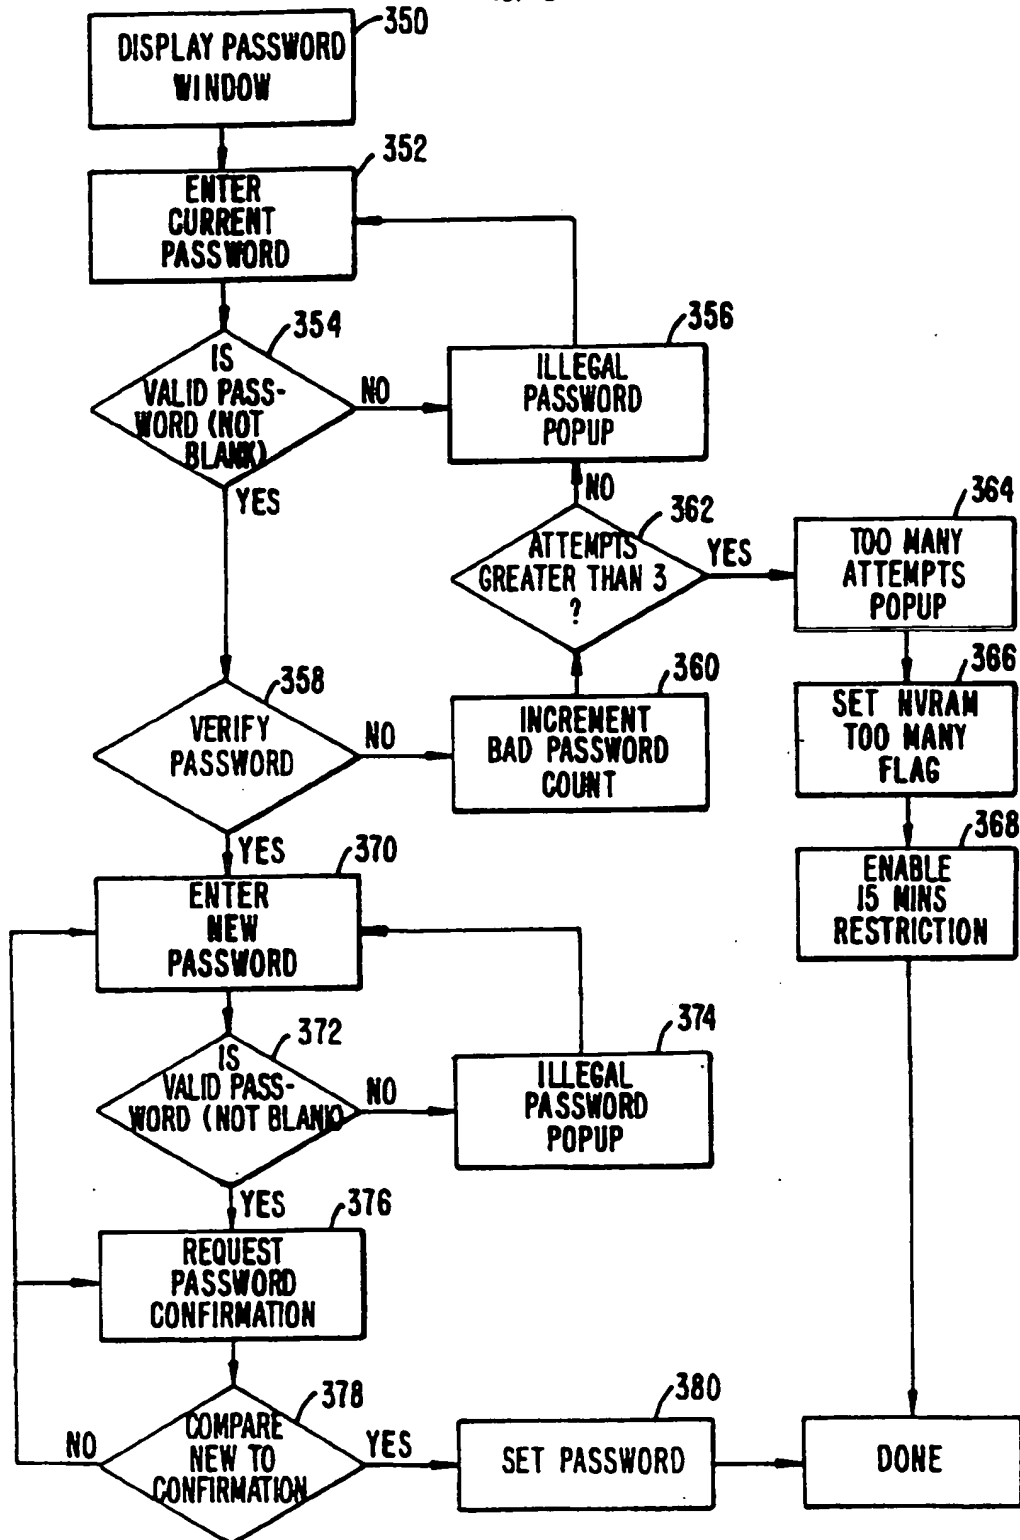 350
DISPLAY PASSWORD
WINDOW
352
ENTER
CURRENT
PASSWORD
354
IS
VALID PASS-
WORD (NOT
BLANK)
NO
YES
356
ILLEGAL
PASSWORD
POPUP
NO
362
ATTEMPTS
GREATER THAN 3
?
YES
364
TOO MANY
ATTEMPTS
POPUP
366
SET NVRAM
TOO MANY
FLAG
368
ENABLE
15 MINS
RESTRICTION
358
VERIFY
PASSWORD
NO
YES
360
INCREMENT
BAD PASSWORD
COUNT
370
ENTER
NEW
PASSWORD
372
IS
VALID PASS-
WORD (NOT BLANK)
NO
YES
374
ILLEGAL
PASSWORD
POPUP
376
REQUEST
PASSWORD
CONFIRMATION
378
COMPARE
NEW TO
CONFIRMATION
NO
YES
380
SET PASSWORD
DONE